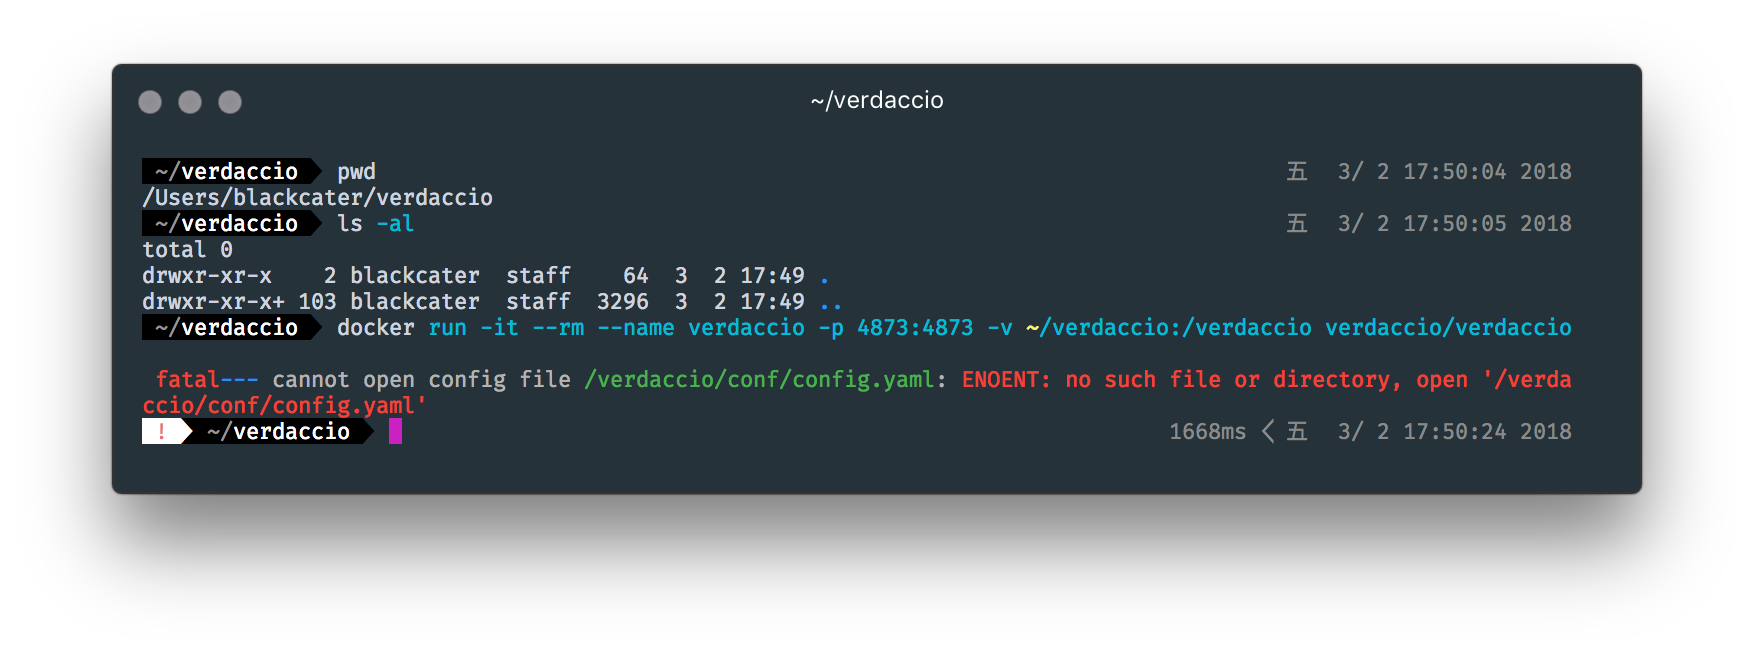 ~/verdaccio
~/verdaccio pwd 五  3/ 2 17:50:04 2018
/Users/blackcater/verdaccio
~/verdaccio ls -al 五  3/ 2 17:50:05 2018
total 0
drwxr-xr-x    2 blackcater  staff    64  3  2 17:49 .
drwxr-xr-x+ 103 blackcater  staff  3296  3  2 17:49 ..
~/verdaccio docker run -it --rm --name verdaccio -p 4873:4873 -v ~/verdaccio:/verdaccio verdaccio/verdaccio
fatal--- cannot open config file /verdaccio/conf/config.yaml: ENOENT: no such file or directory, open '/verda
ccio/conf/config.yaml'
! ~/verdaccio 1668ms < 五  3/ 2 17:50:24 2018